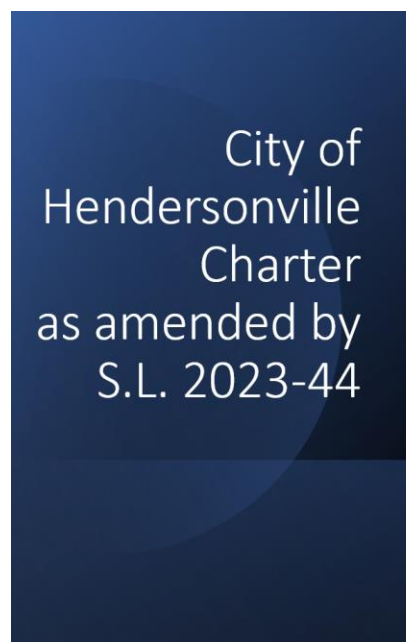 City of
Hendersonville
Charter
as amended by
S.L. 2023-44